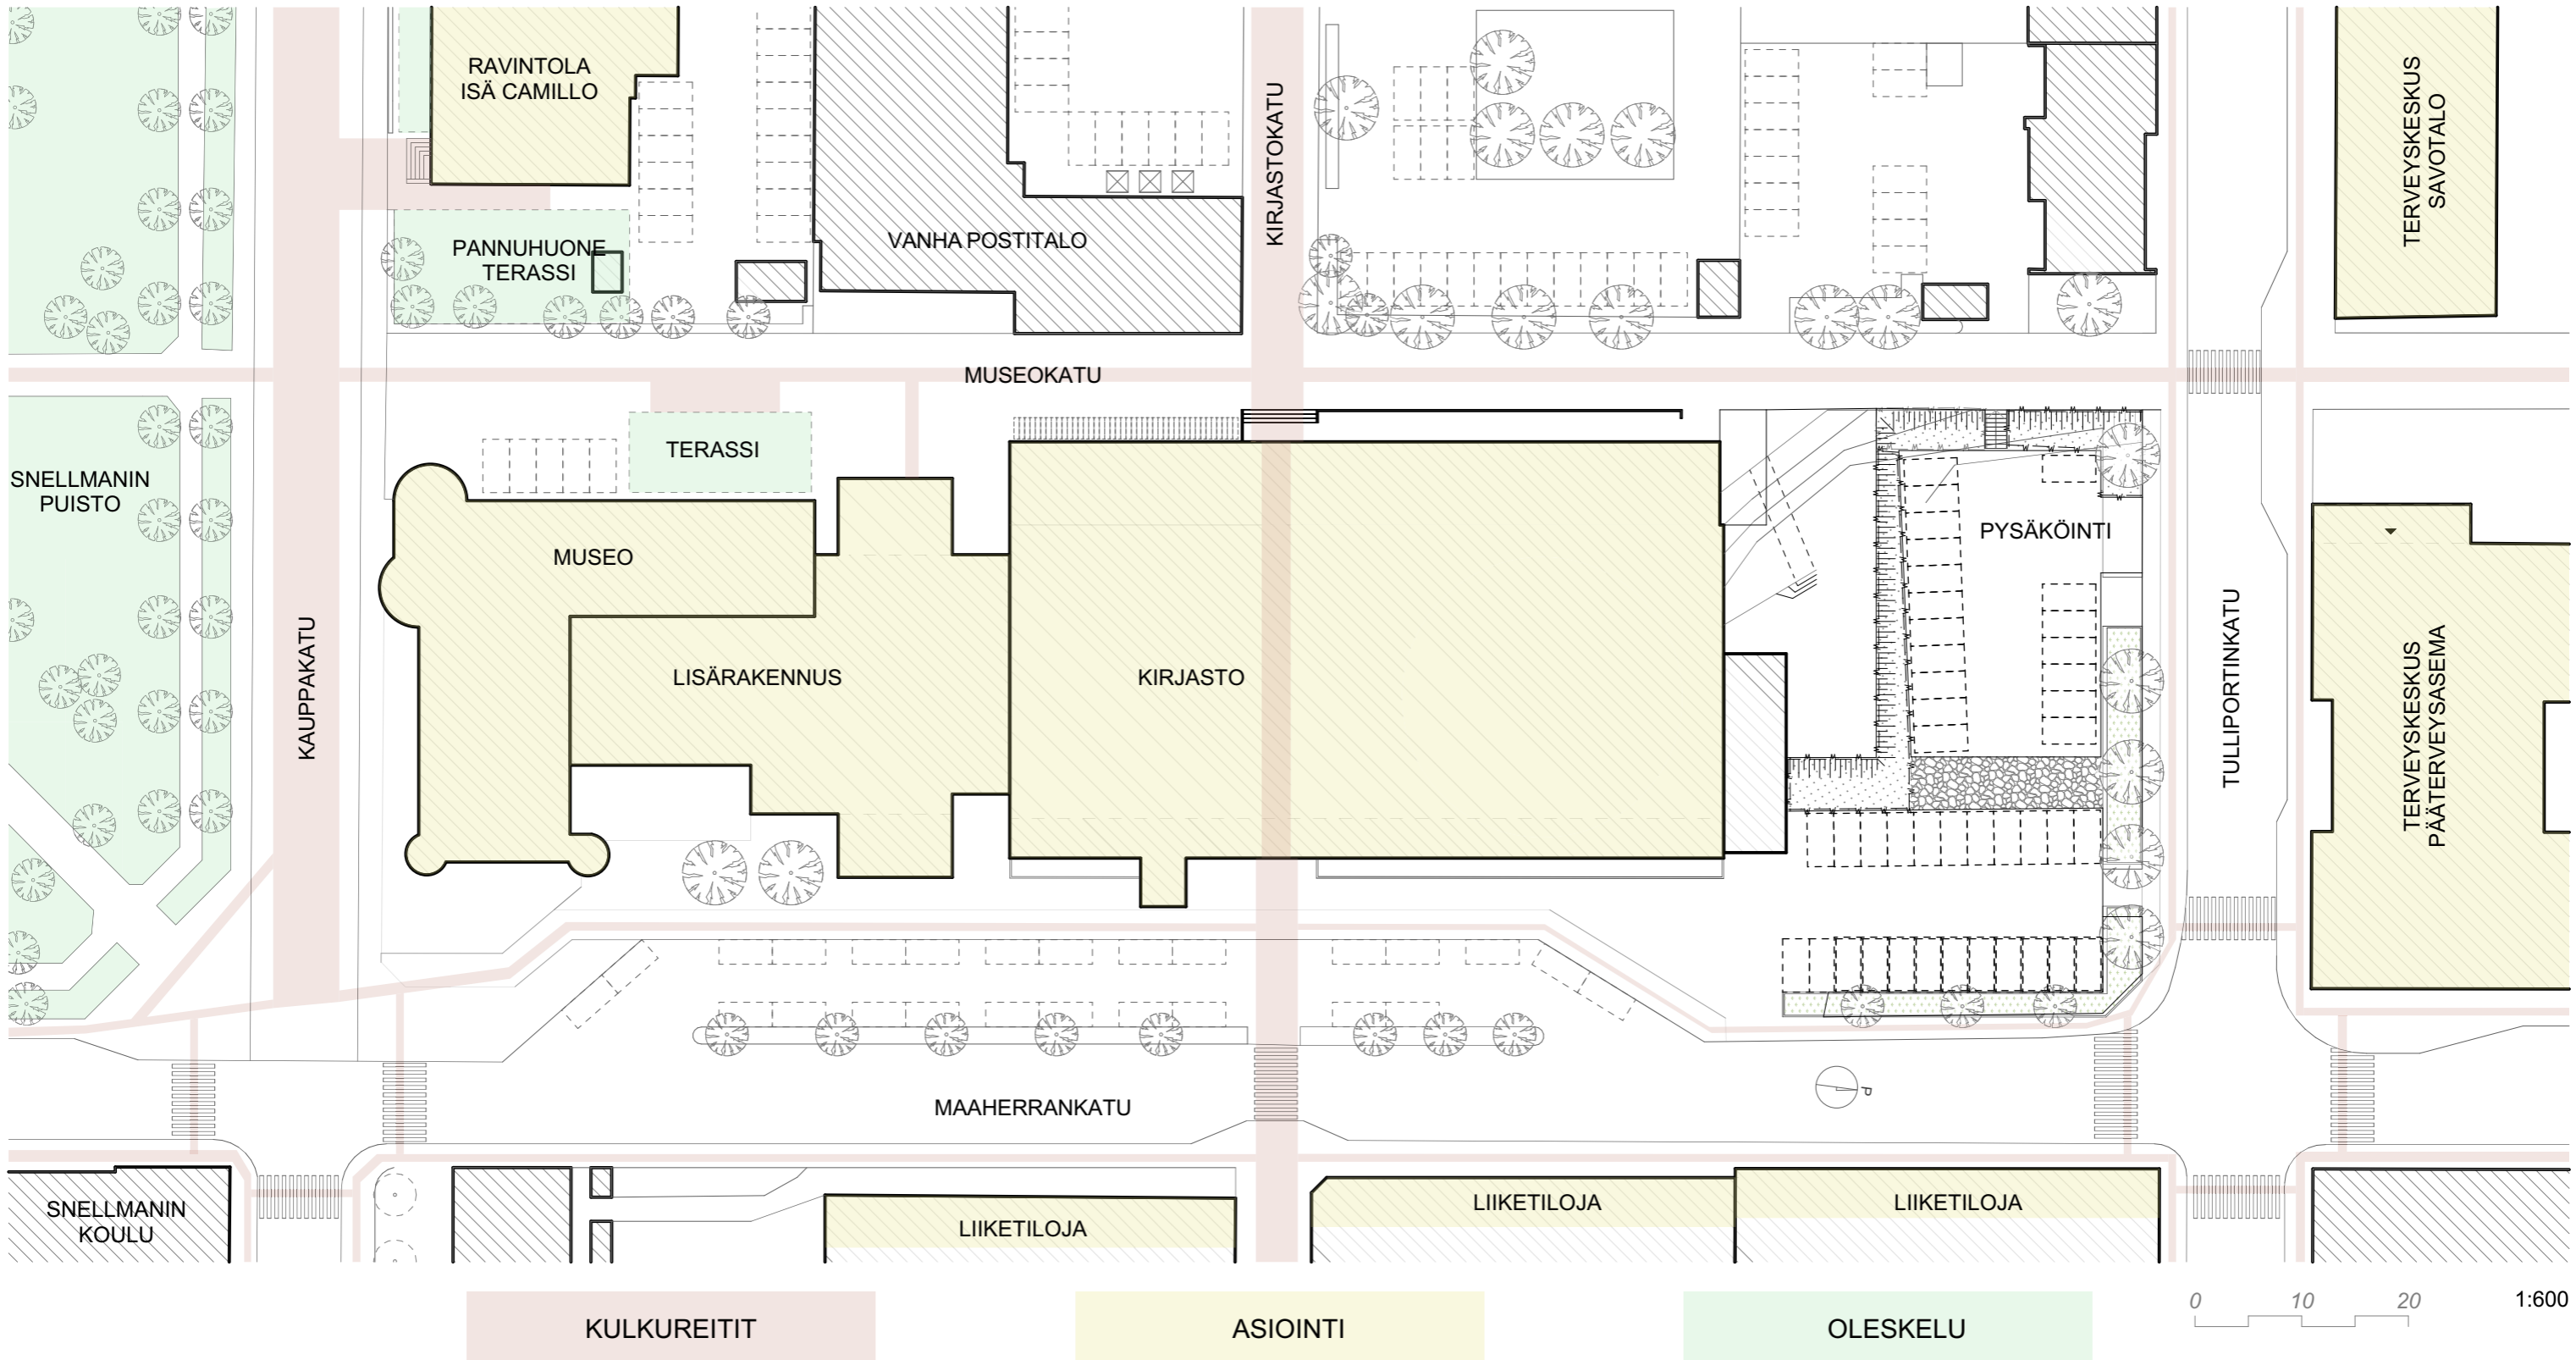 RAVINTOLA
ISÄ CAMILLO
PANNUHUONE
TERASSI
VANHA POSTITALO
KIRJASTOKATU
TERVEYSKESKUS
SAVOTALO
MUSEOKATU
TERASSI
SNELLMANIN
PUISTO
KAUPPAKATU
MUSEO
LISÄRAKENNUS
KIRJASTO
PYSÄKÖINTI
TULLIPORTINKATU
TERVEYSKESKUS
PÄÄTERVEYSASEMA
P
MAAHERRANKATU
SNELLMANIN
KOULU
LIIKETILOJA
LIIKETILOJA
LIIKETILOJA
KULKUREITIT
ASIOINTI
OLESKELU
0 10 20
1:600